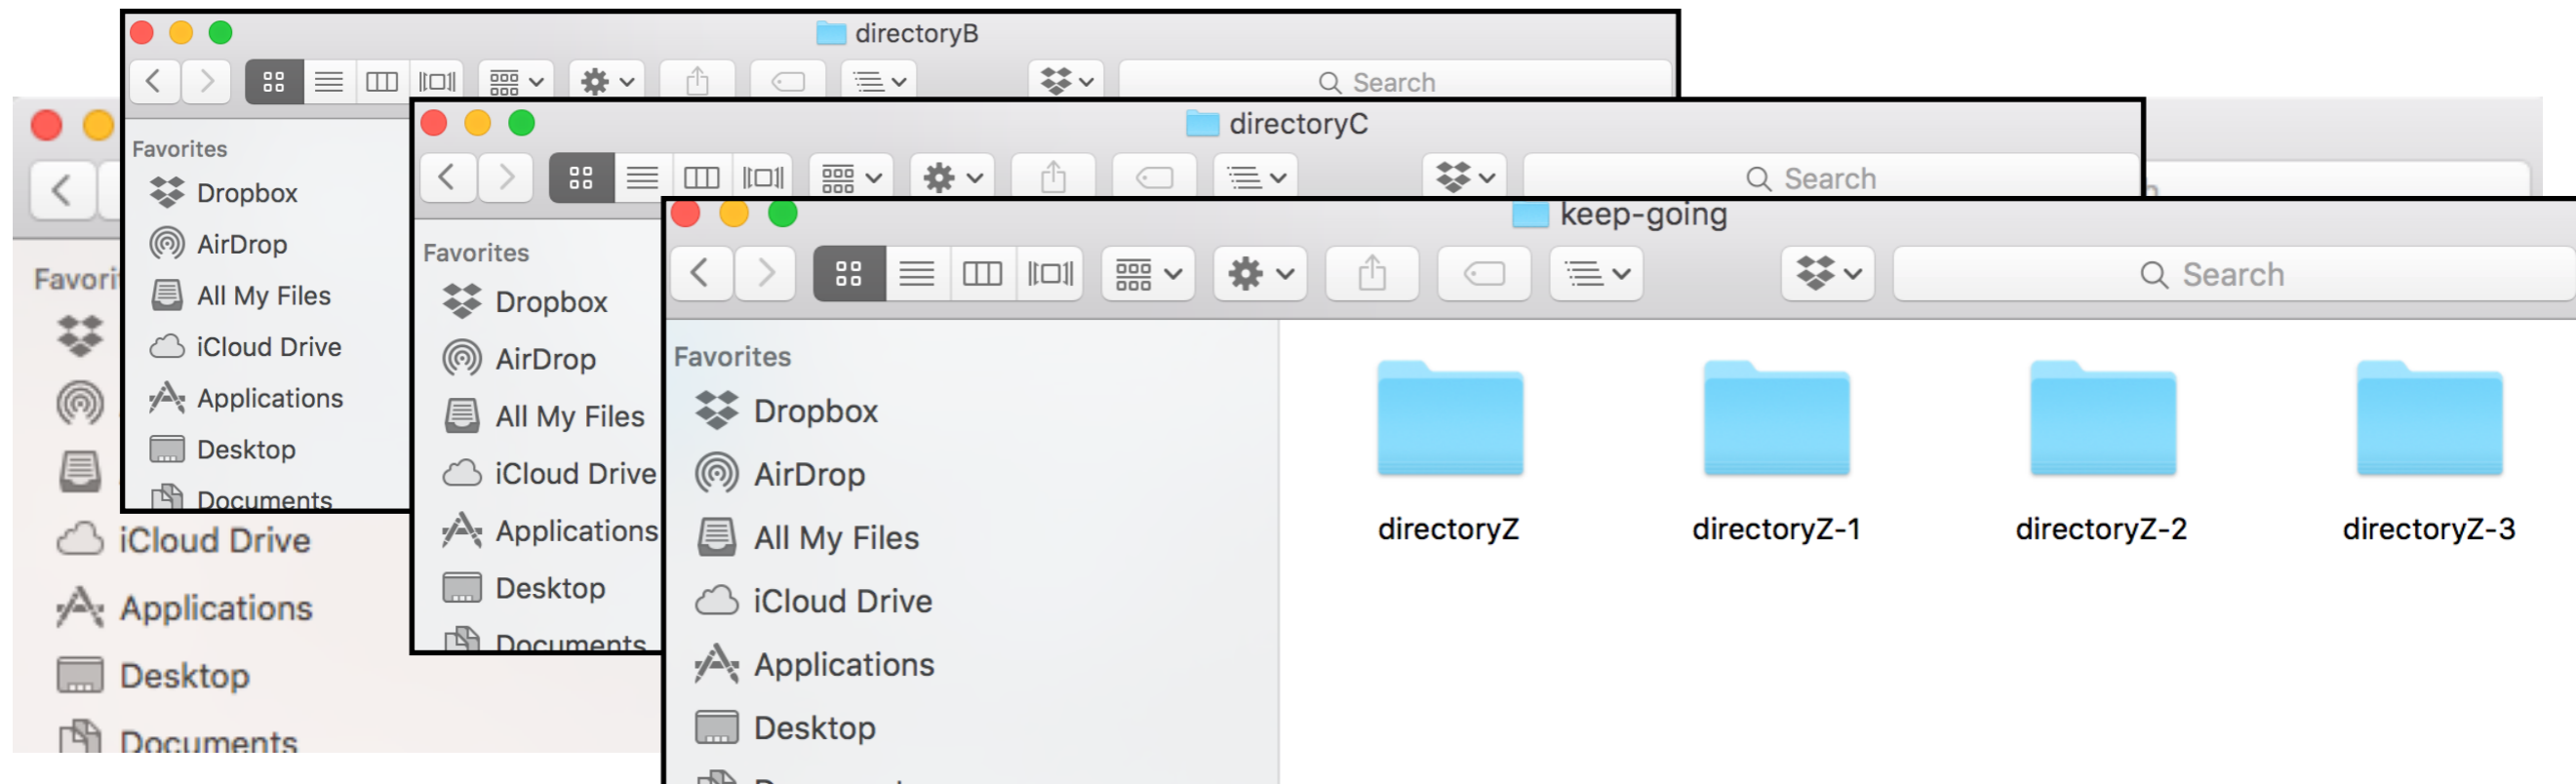 directoryB
Search
Favorites
Dropbox
AirDrop
All My Files
iCloud Drive
Applications
Desktop
Documents
directoryC
Search
Favorites
Dropbox
AirDrop
All My Files
iCloud Drive
Applications
Desktop
Documents
keep-going
Search
Favorites
Dropbox
AirDrop
All My Files
iCloud Drive
Applications
Desktop
directoryZ
directoryZ-1
directoryZ-2
directoryZ-3
iCloud Drive
Applications
Desktop
Documents